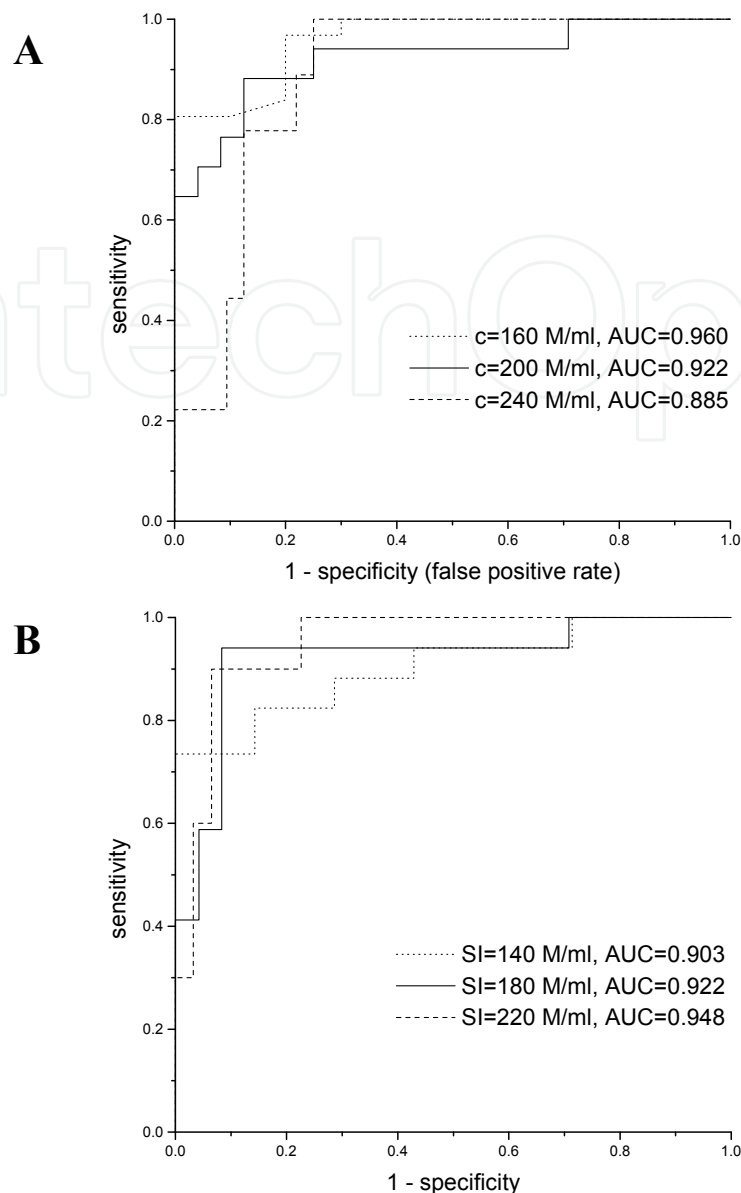 A
1.0
0.8
0.6
0.4
0.2
0.0
sensitivity
ntechOp
c=160 M/ml, AUC=0.960
c=200 M/ml, AUC=0.922
c=240 M/ml, AUC=0.885
0.0 0.2 0.4 0.6 0.8 1.0
1 - specificity (false positive rate)
B
1.0
0.8
0.6
0.4
0.2
0.0
sensitivity
SI=140 M/ml, AUC=0.903
SI=180 M/ml, AUC=0.922
SI=220 M/ml, AUC=0.948
0.0 0.2 0.4 0.6 0.8 1.0
1 - specificity